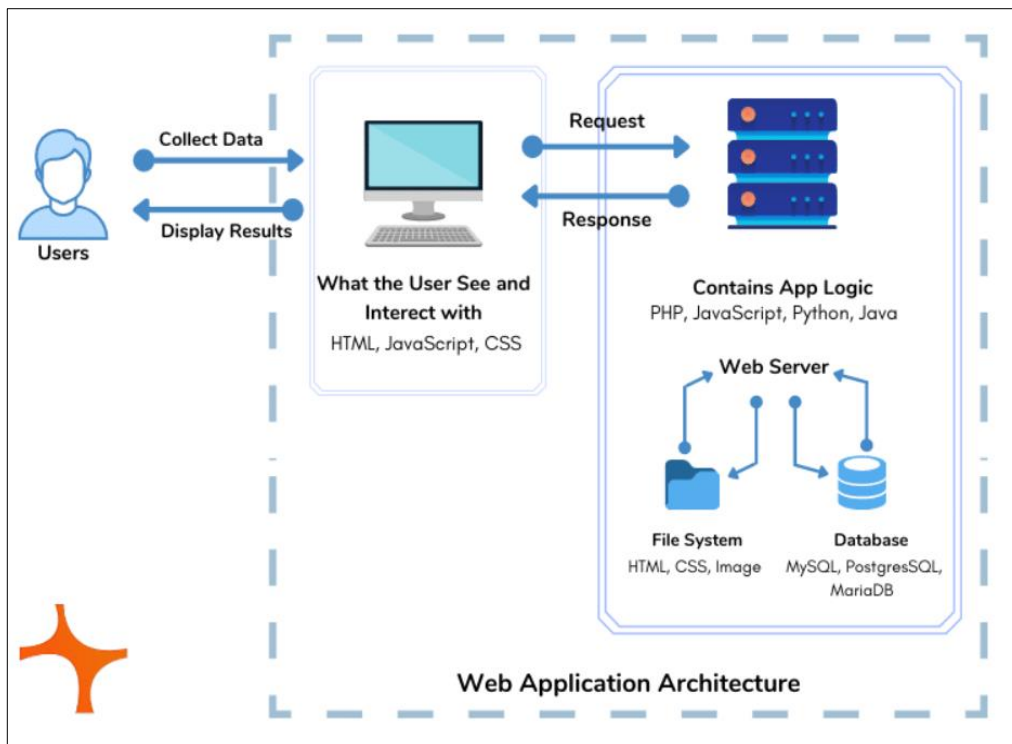 Collect Data
Display Results
Users
What the User See and
Interect with
HTML, JavaScript, CSS
Request
Response
Contains App Logic
PHP, JavaScript, Python, Java
Web Server
File System
HTML, CSS, Image
Database
MySQL, PostgresSQL,
MariaDB
Web Application Architecture